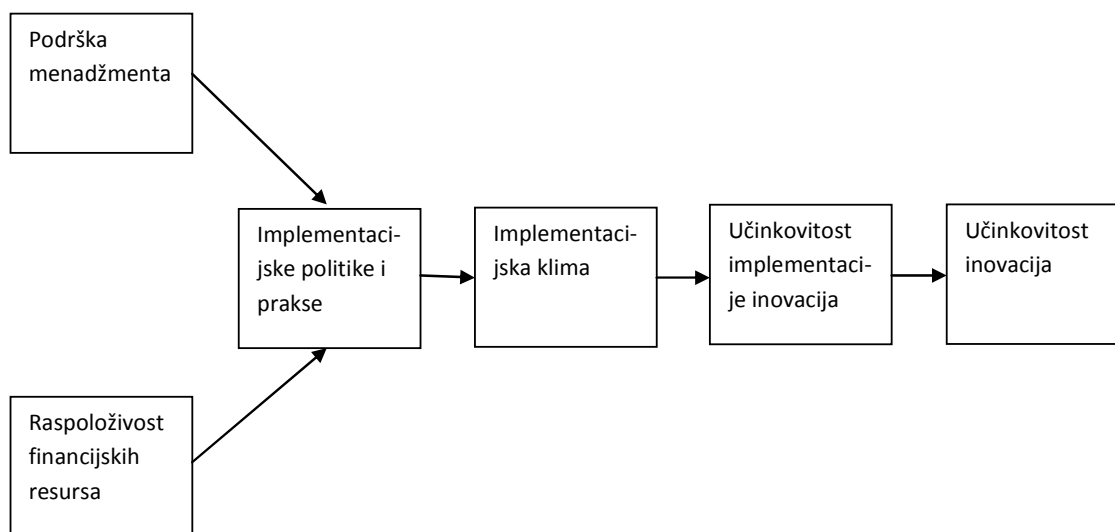 Podrška
menadžmenta
Implementaci-
jske politike i
prakse
Implementaci-
jska klima
Učinkovitost
implementaci-
je inovacija
Učinkovitost
inovacija
Raspoloživost
financijskih
resursa